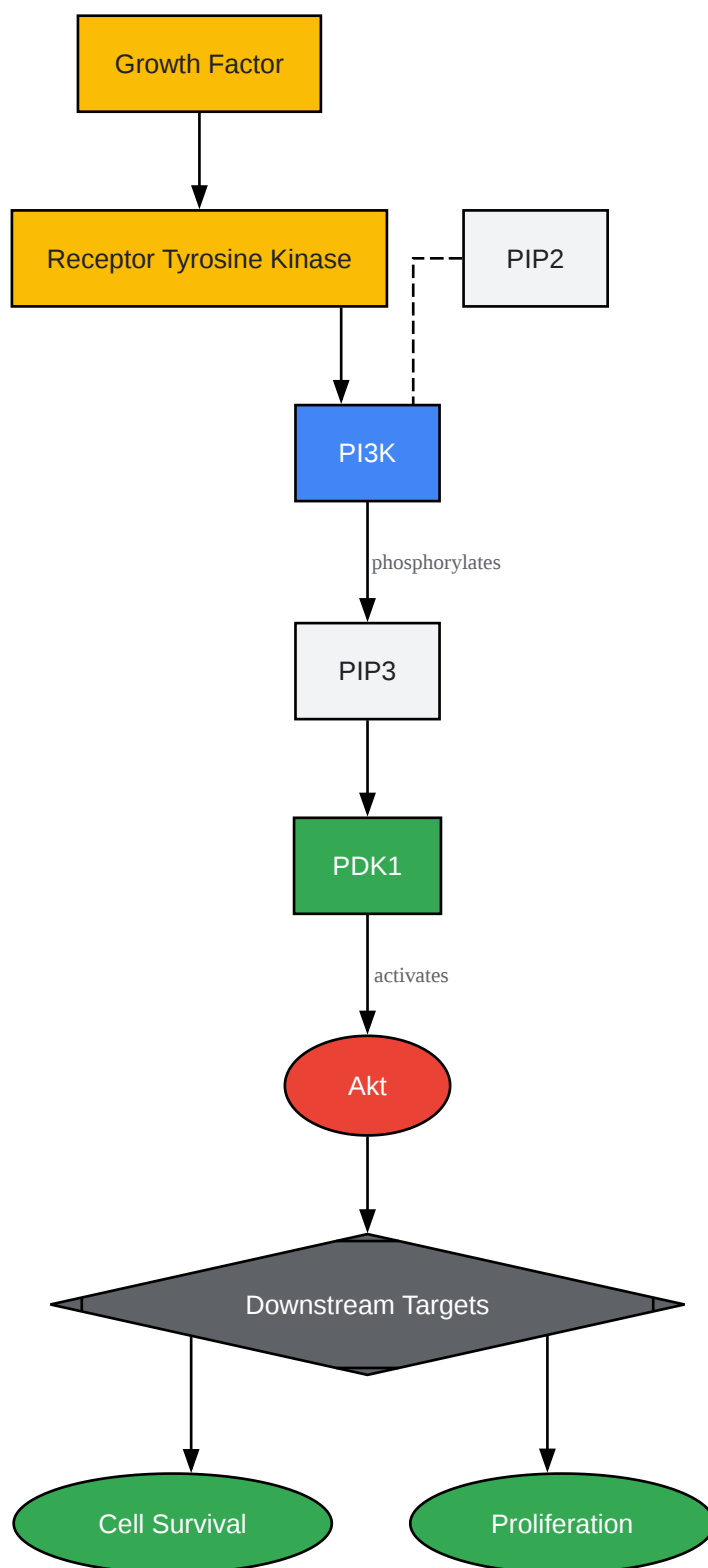 Growth Factor
Receptor Tyrosine Kinase
PIP2
PI3K
phosphorylates
PIP3
PDK1
activates
Akt
Downstream Targets
Cell Survival
Proliferation